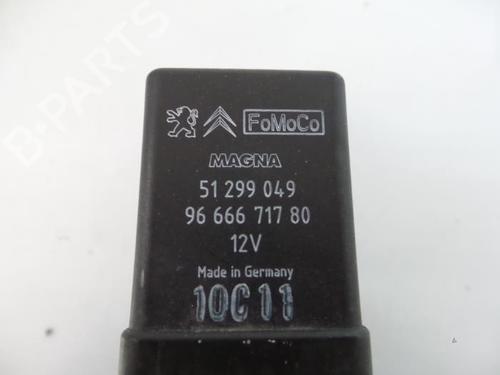 B-PARTS
FoMoCo
MAGNA
51 299 049
96 666 717 80
12V
Made in Germany
10C11